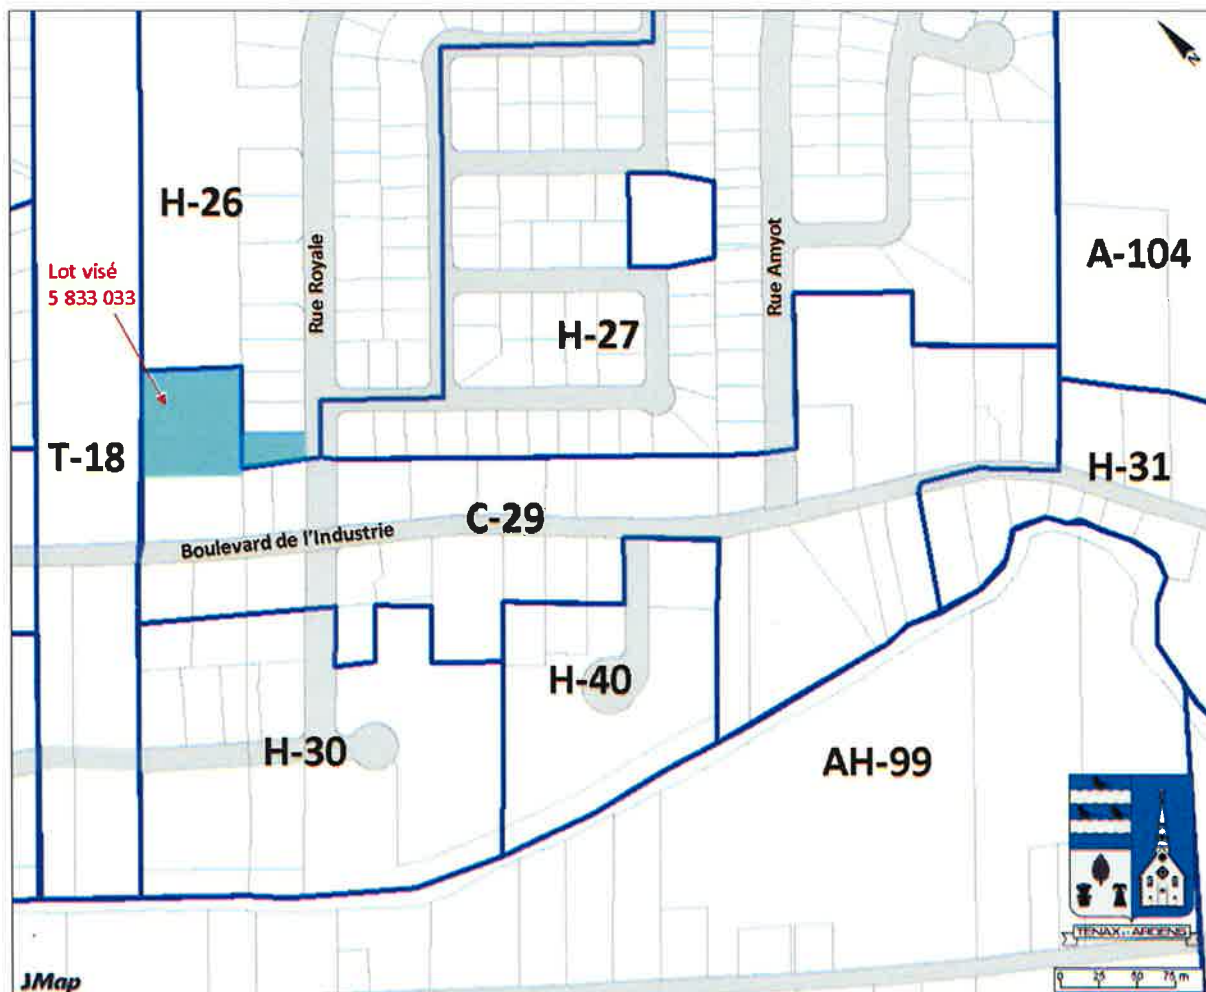 N
H-26
Lot visé
5 833 033
Rue Royale
Rue Amyot
A-104
H-27
T-18
H-31
C-29
Boulevard de l'Industrie
H-40
H-30
AH-99
TENAX . ARDENS
JMap
0 25 50 75 m